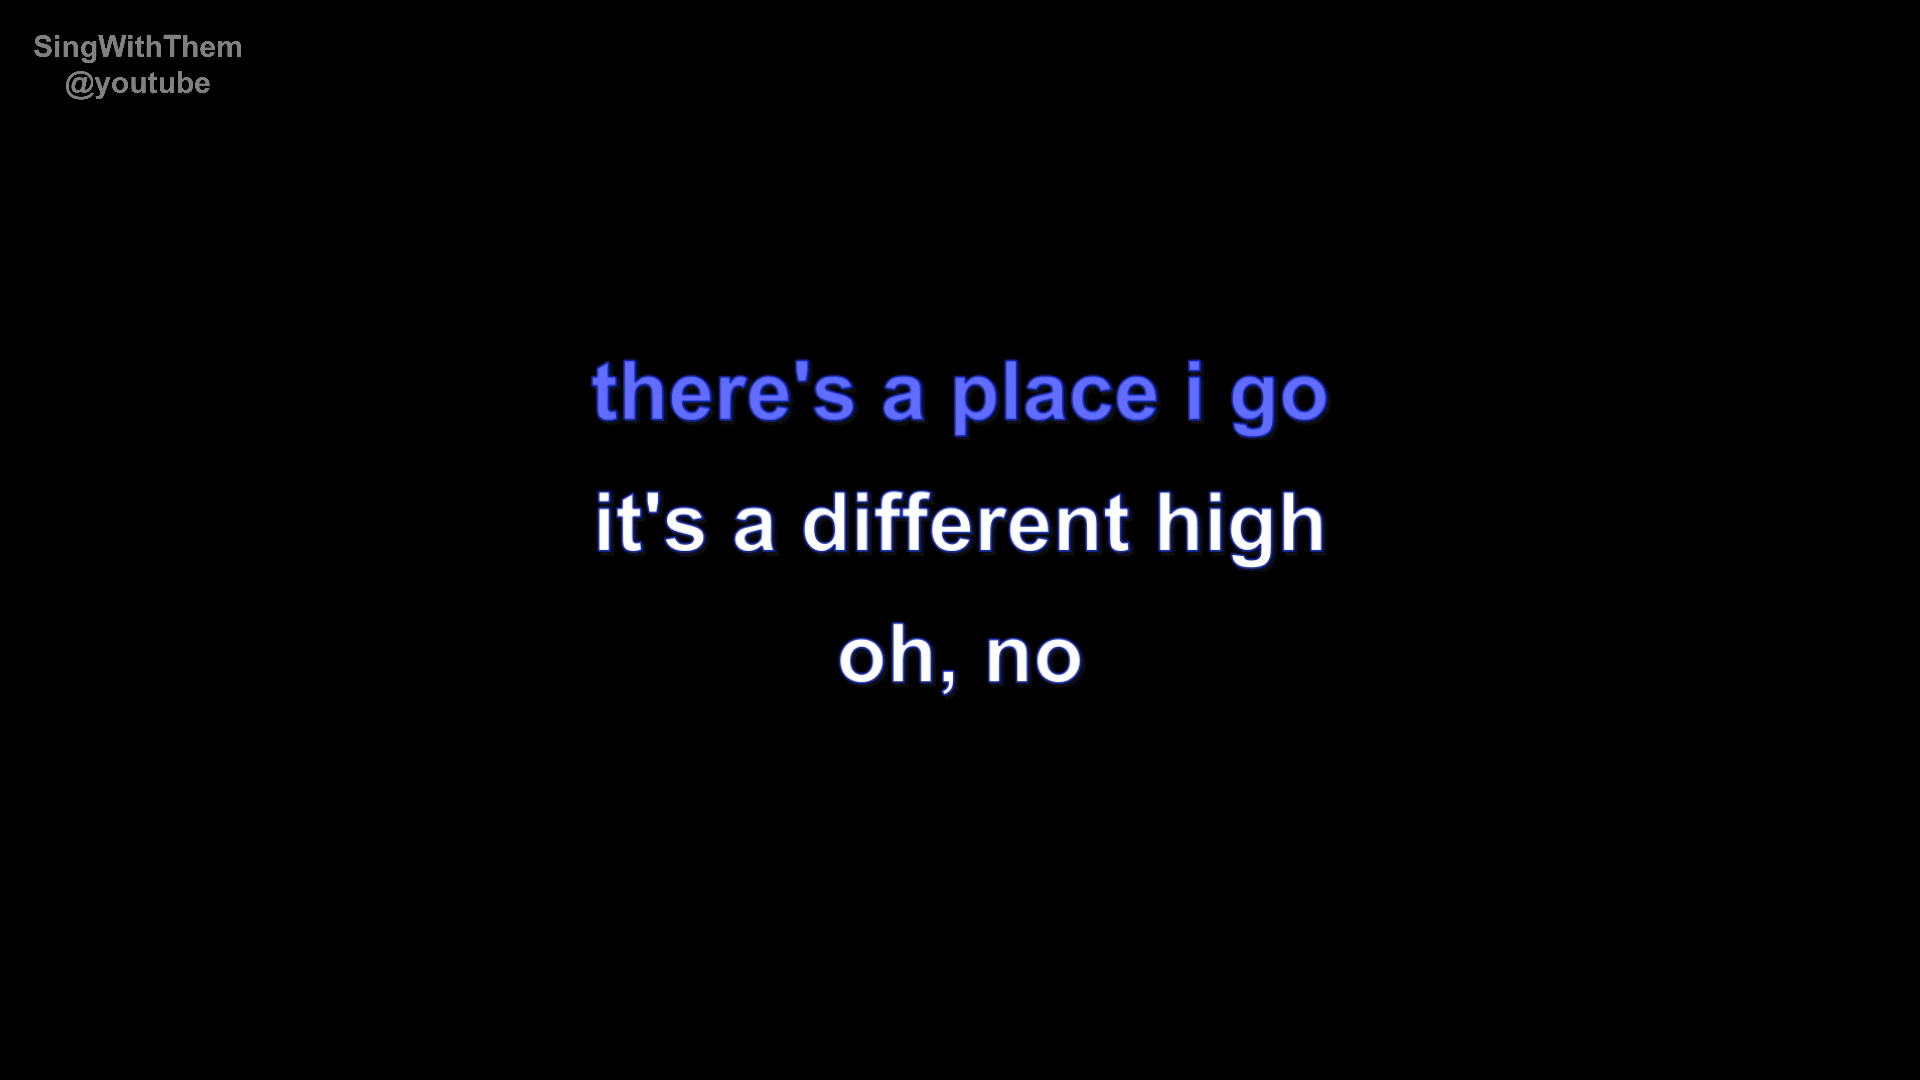 SingWithThem
@youtube
there's a place i go
it's a different high
oh, no